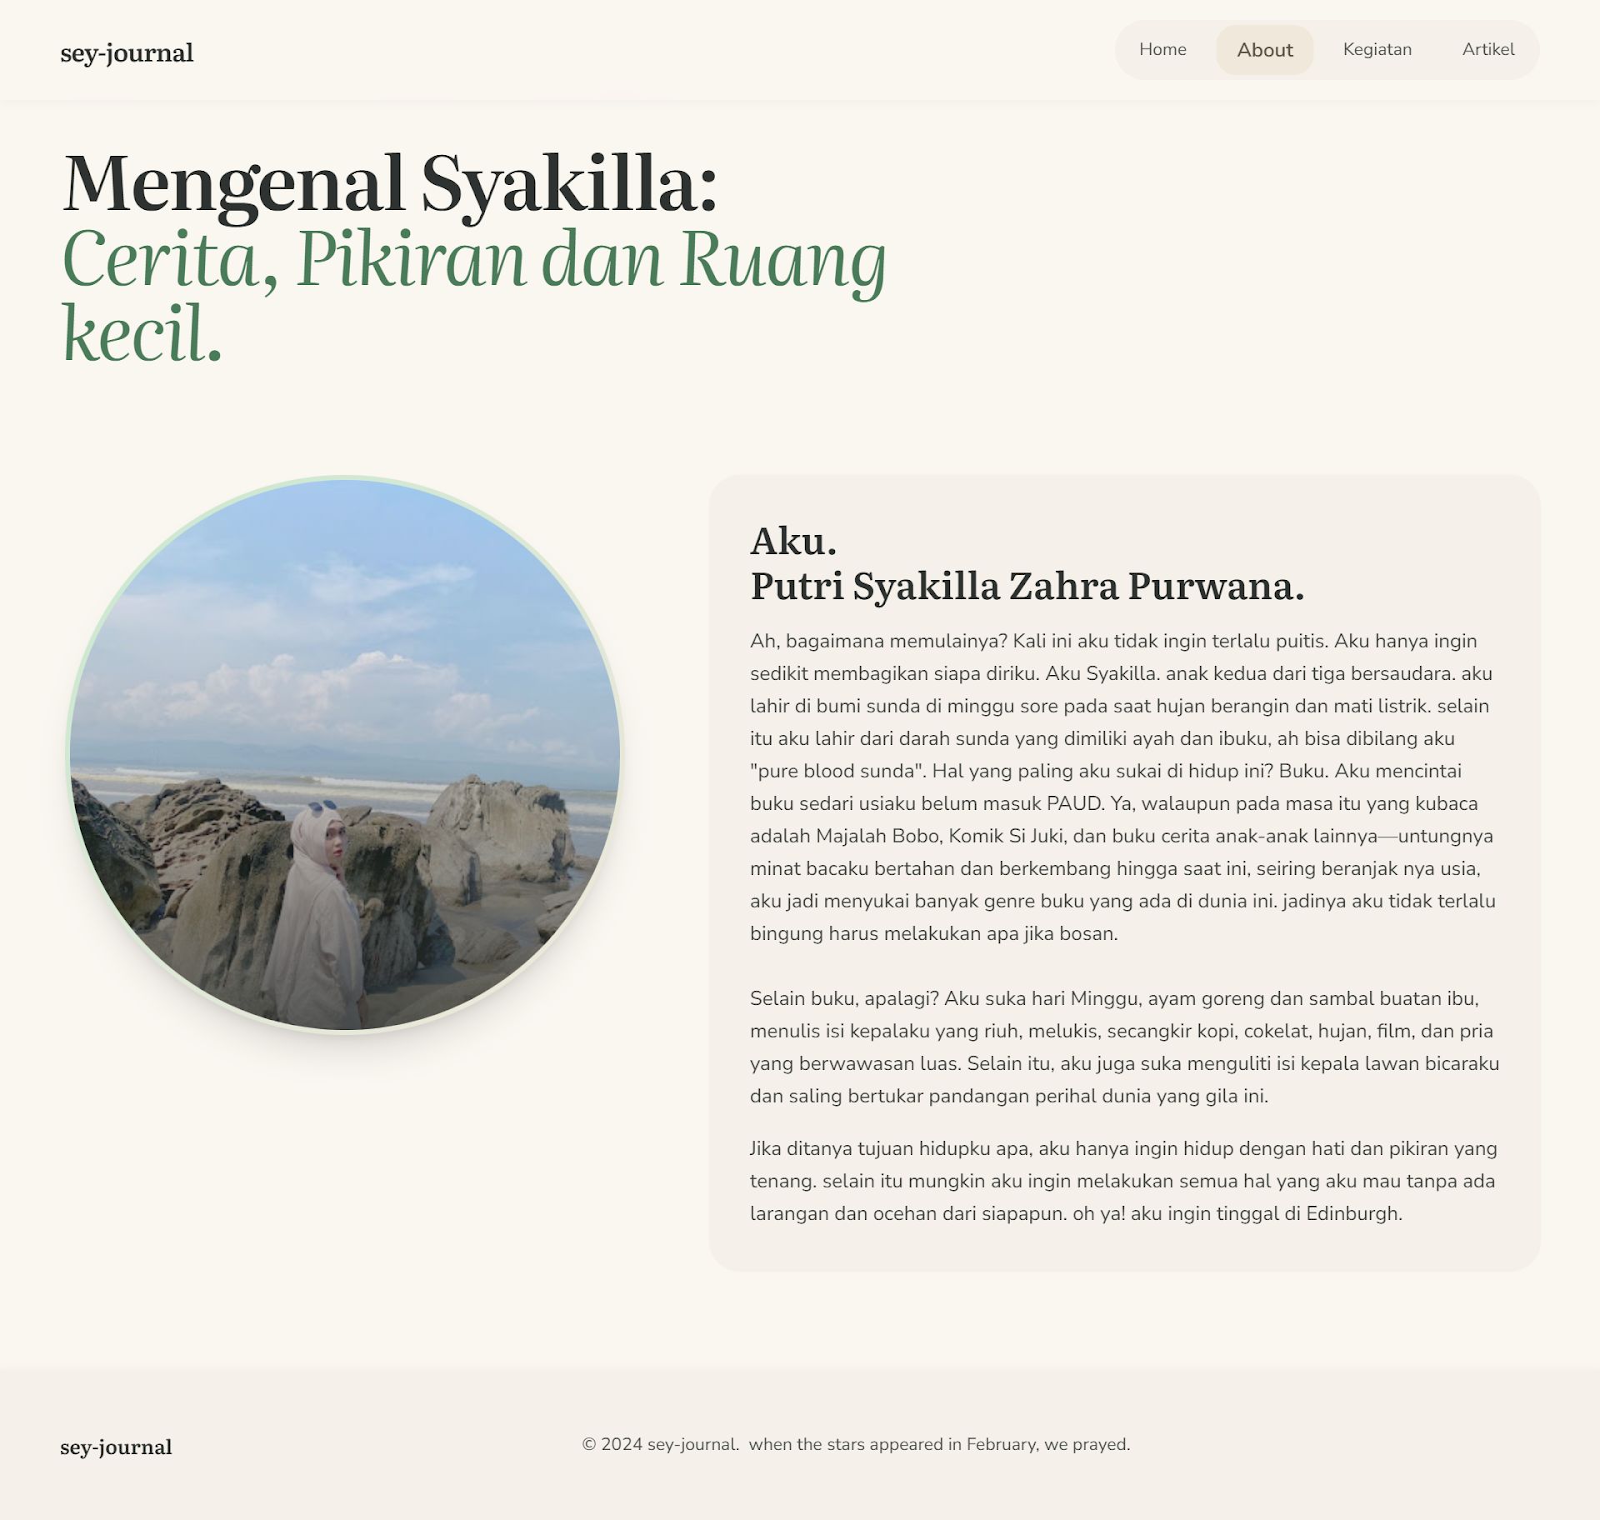 sey-journal
Home
About
Kegiatan
Artikel
Mengenal Syakilla:
Cerita, Pikiran dan Ruang
kecil.
Aku.
Putri Syakilla Zahra Purwana.
Ah, bagaimana memulainya? Kali ini aku tidak ingin terlalu puitis. Aku hanya ingin
sedikit membagikan siapa diriku. Aku Syakilla. anak kedua dari tiga bersaudara. aku
lahir di bumi sunda di minggu sore pada saat hujan berangin dan mati listrik. selain
itu aku lahir dari darah sunda yang dimiliki ayah dan ibuku, ah bisa dibilang aku
"pure blood sunda". Hal yang paling aku sukai di hidup ini? Buku. Aku mencintai
buku sedari usiaku belum masuk PAUD. Ya, walaupun pada masa itu yang kubaca
adalah Majalah Bobo, Komik Si Juki, dan buku cerita anak-anak lainnya—untungnya
minat bacaku bertahan dan berkembang hingga saat ini, seiring beranjak nya usia,
aku jadi menyukai banyak genre buku yang ada di dunia ini. jadinya aku tidak terlalu
bingung harus melakukan apa jika bosan.
Selain buku, apalagi? Aku suka hari Minggu, ayam goreng dan sambal buatan ibu,
menulis isi kepalaku yang riuh, melukis, secangkir kopi, cokelat, hujan, film, dan pria
yang berwawasan luas. Selain itu, aku juga suka menguliti isi kepala lawan bicaraku
dan saling bertukar pandangan perihal dunia yang gila ini.
Jika ditanya tujuan hidupku apa, aku hanya ingin hidup dengan hati dan pikiran yang
tenang. selain itu mungkin aku ingin melakukan semua hal yang aku mau tanpa ada
larangan dan ocehan dari siapapun. oh ya! aku ingin tinggal di Edinburgh.
sey-journal
© 2024 sey-journal.  when the stars appeared in February, we prayed.